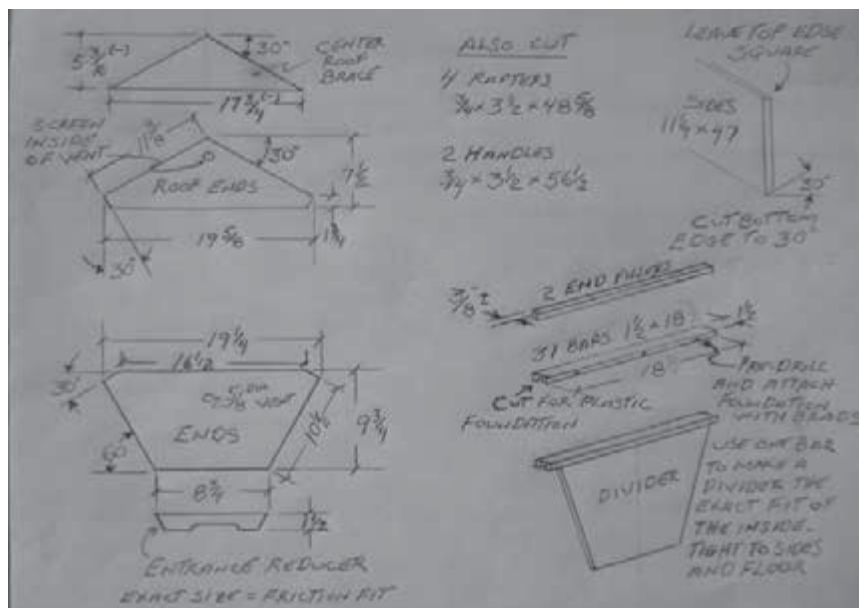 5 3/16 (-)
30°
CENTER
ROOF
BRACE
17 3/4 (-)
SCREEN
INSIDE
OF VENT
11 3/8
30°
7 1/2
ROOF ENDS
19 5/8
1 3/4
30°
ALSO CUT
4 RAFTERS
3/4 x 3 1/2 x 48 5/8
2 HANDLES
3/4 x 3 1/2 x 56 1/2
LEAVE TOP EDGE
SQUARE
SIDES
11 1/4 x 47
30°
CUT BOTTOM
EDGE TO 30°
19 1/4
16 1/2
30°
VENT
ENDS
10 1/2
9 3/4
60°
8 3/4
1 1/2
ENTRANCE REDUCER
EXACT SIZE = FRICTION FIT
2 END
3/8"
31 BARS 1 1/2 x 18
1 1/2
18
CUT FOR PLASTIC
FOUNDATION
PRE-DRILL
AND ATTACH
FOUNDATION
WITH BRADS
DIVIDER
USE ONE BAR
TO MAKE A
DIVIDER THE
EXACT FIT OF
THE INSIDE.
TIGHT TO SIDES
AND FLOOR